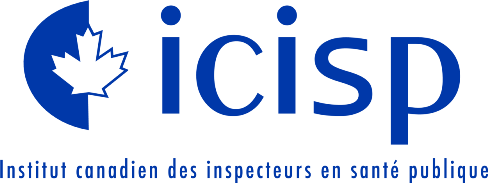 icisp
Institut canadien des inspecteurs en santé publique